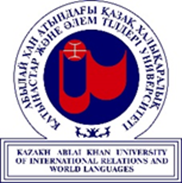 АБЫЛАЙ ХАН АТЫНДАҒЫ ҚАЗАҚ ХАЛЫҚАРАЛЫҚ
ҚАТЫНАСТАР ЖӘНЕ ӘЛЕМ ТІЛДЕРІ УНИВЕРСИТЕТІ
KAZAKH ABLAI KHAN UNIVERSITY
OF INTERNATIONAL RELATIONS AND
WORLD LANGUAGES